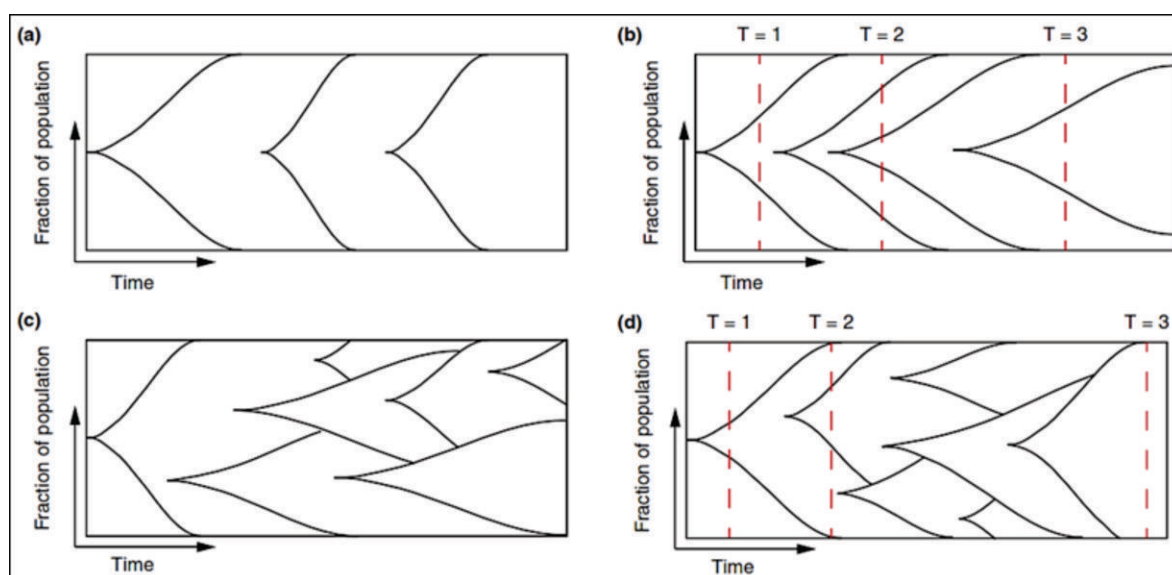 (a)
Fraction of population
Time
(b)
T = 1
T = 2
T = 3
Fraction of population
Time
(c)
Fraction of population
Time
(d)
T = 1
T = 2
T = 3
Fraction of population
Time